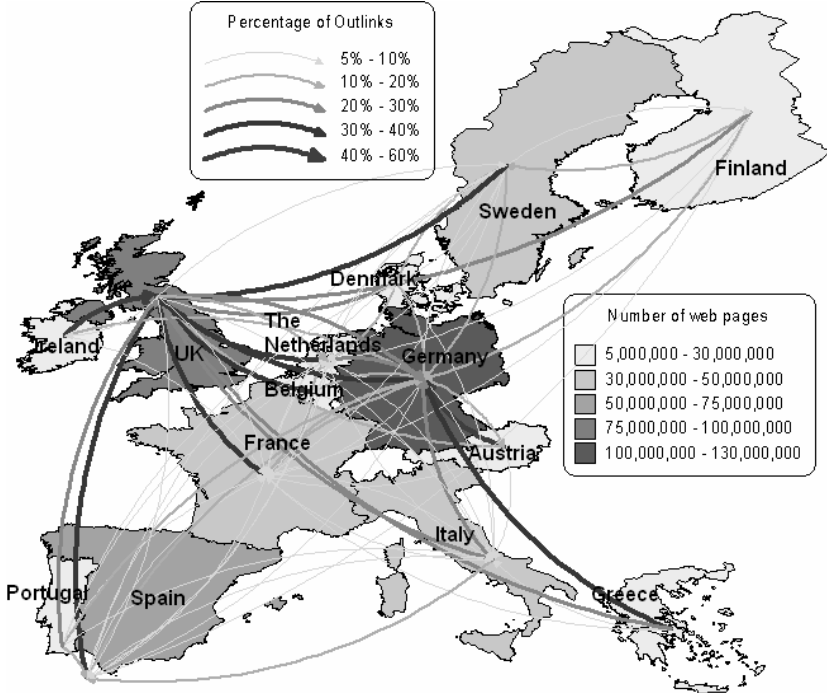 Percentage of Outlinks
5% - 10%
10% - 20%
20% - 30%
30% - 40%
40% - 60%
Finland
Sweden
Denmark
Number of web pages
5,000,000 - 30,000,000
30,000,000 - 50,000,000
50,000,000 - 75,000,000
75,000,000 - 100,000,000
100,000,000 - 130,000,000
The
Netherlands
Ireland
UK
Germany
Belgium
France
Austria
Italy
Portugal
Spain
Greece